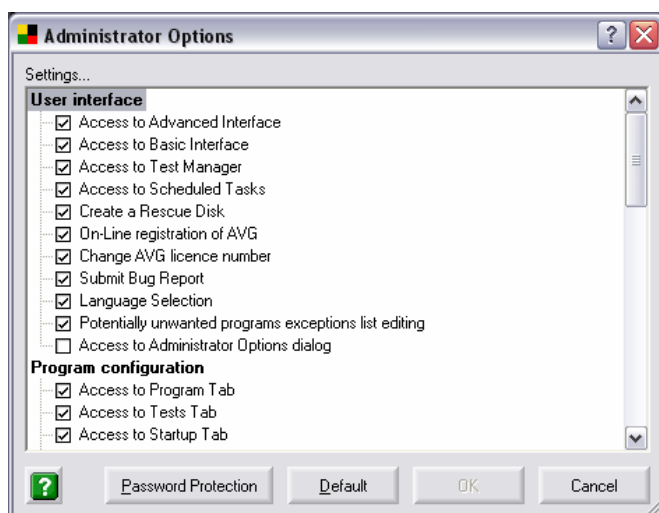 Administrator Options
Settings...
User interface
Access to Advanced Interface
Access to Basic Interface
Access to Test Manager
Access to Scheduled Tasks
Create a Rescue Disk
On-Line registration of AVG
Change AVG licence number
Submit Bug Report
Language Selection
Potentially unwanted programs exceptions list editing
Access to Administrator Options dialog
Program configuration
Access to Program Tab
Access to Tests Tab
Access to Startup Tab
? Password Protection Default OK Cancel